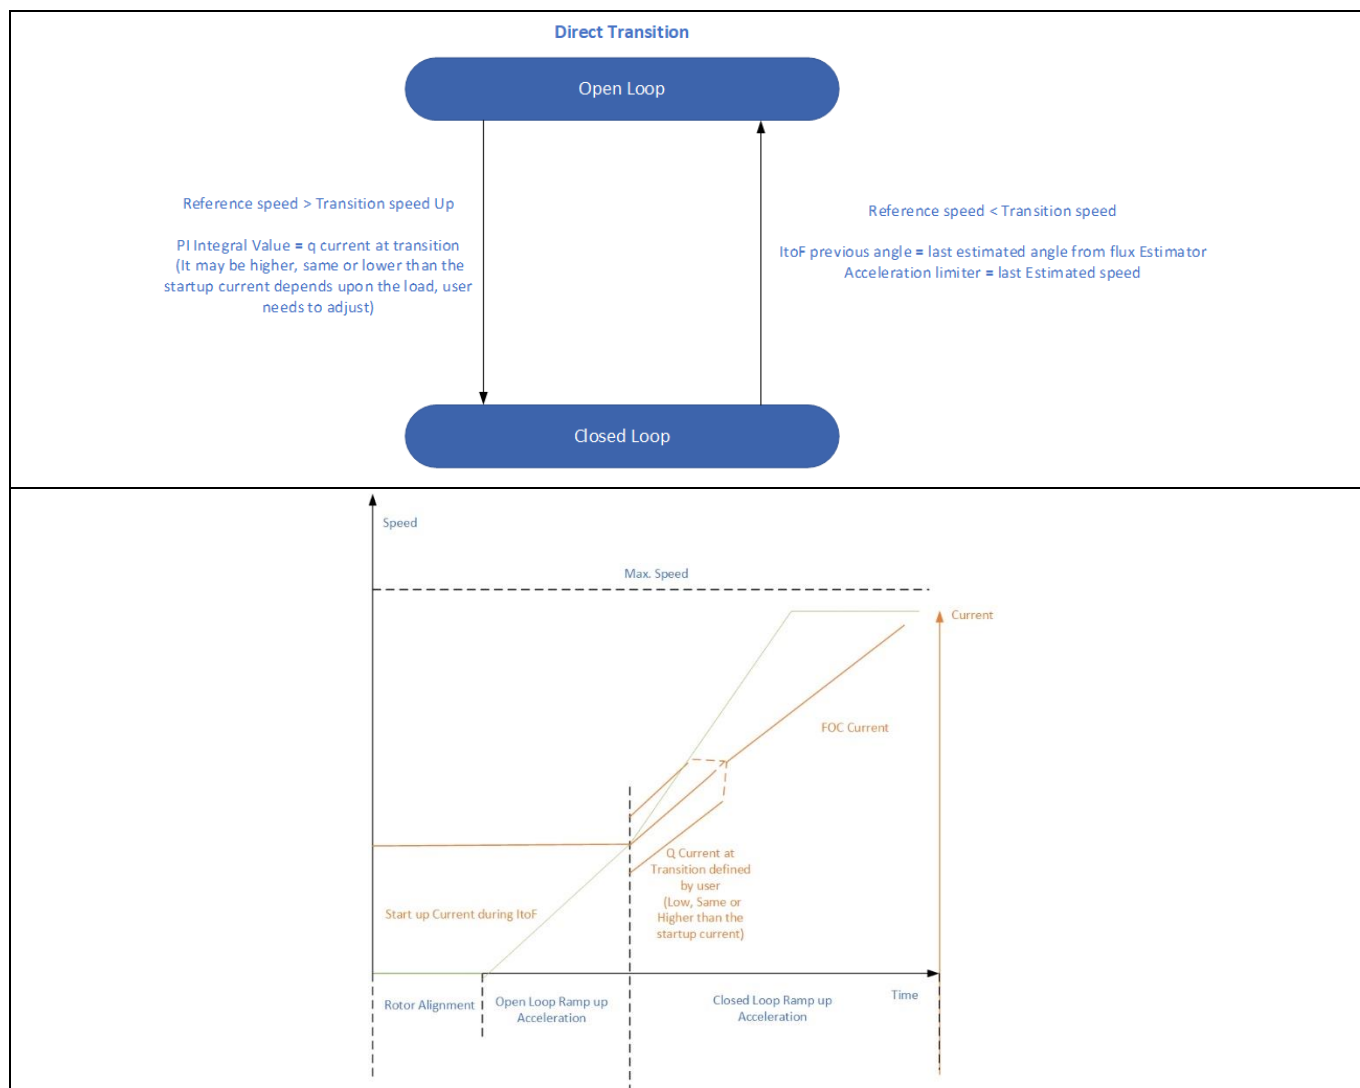 Direct Transition
Open Loop
Reference speed > Transition speed Up
PI Integral Value = q current at transition
(It may be higher, same or lower than the
startup current depends upon the load, user
needs to adjust)
Reference speed < Transition speed
ItoF previous angle = last estimated angle from flux Estimator
Acceleration limiter = last Estimated speed
Closed Loop
Speed
Max. Speed
Current
FOC Current
Q Current at
Transition defined
by user
(Low, Same or
Higher than the
startup current)
Start up Current during ItoF
Time
Rotor Alignment
Open Loop Ramp up
Acceleration
Closed Loop Ramp up
Acceleration